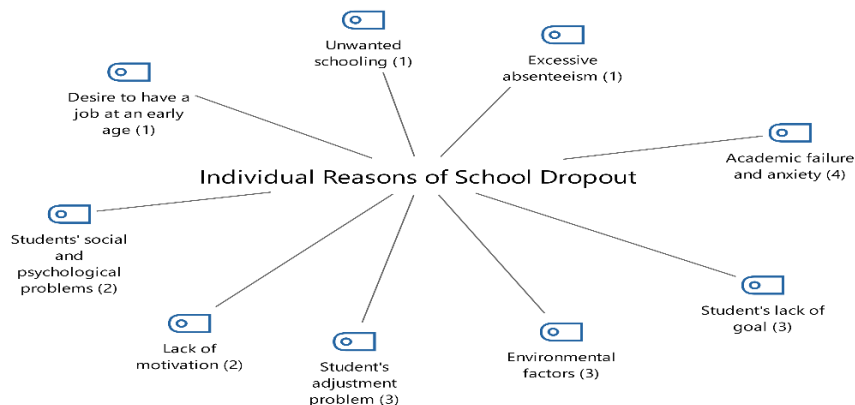 Unwanted
schooling (1)
Excessive
absenteeism (1)
Desire to have a
job at an early
age (1)
Academic failure
and anxiety (4)
Individual Reasons of School Dropout
Students' social
and
psychological
problems (2)
Student's lack of
goal (3)
Lack of
motivation (2)
Student's
adjustment
problem (3)
Environmental
factors (3)